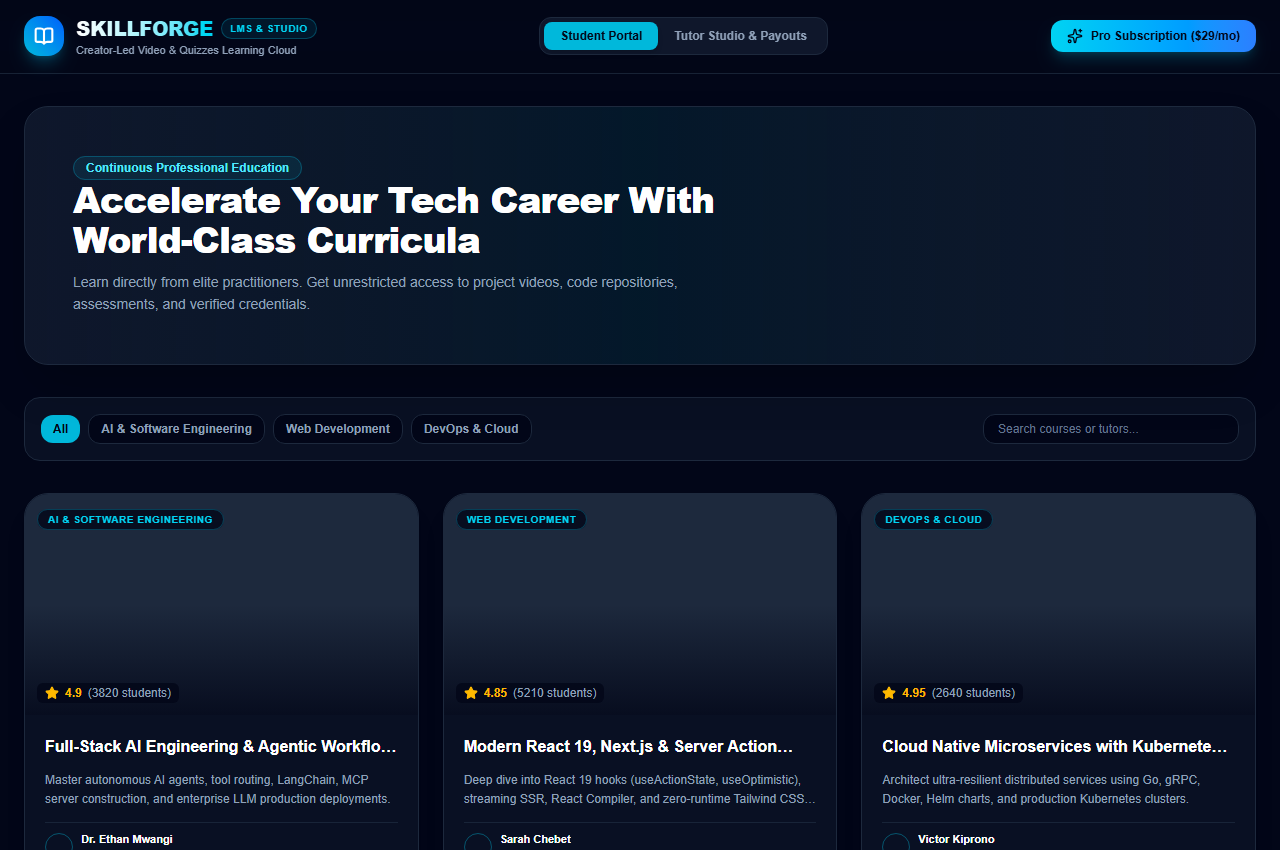 SKILLFORGE LMS & STUDIO
Creator-Led Video & Quizzes Learning Cloud
Student Portal Tutor Studio & Payouts
Pro Subscription ($29/mo)
Continuous Professional Education
Accelerate Your Tech Career With
World-Class Curricula
Learn directly from elite practitioners. Get unrestricted access to project videos, code repositories,
assessments, and verified credentials.
All AI & Software Engineering Web Development DevOps & Cloud
Search courses or tutors...
AI & SOFTWARE ENGINEERING
4.9 (3820 students)
Full-Stack AI Engineering & Agentic Workflo...
Master autonomous AI agents, tool routing, LangChain, MCP
server construction, and enterprise LLM production deployments.
Dr. Ethan Mwangi
WEB DEVELOPMENT
4.85 (5210 students)
Modern React 19, Next.js & Server Action...
Deep dive into React 19 hooks (useActionState, useOptimistic),
streaming SSR, React Compiler, and zero-runtime Tailwind CSS...
Sarah Chebet
DEVOPS & CLOUD
4.95 (2640 students)
Cloud Native Microservices with Kubernete...
Architect ultra-resilient distributed services using Go, gRPC,
Docker, Helm charts, and production Kubernetes clusters.
Victor Kiprono